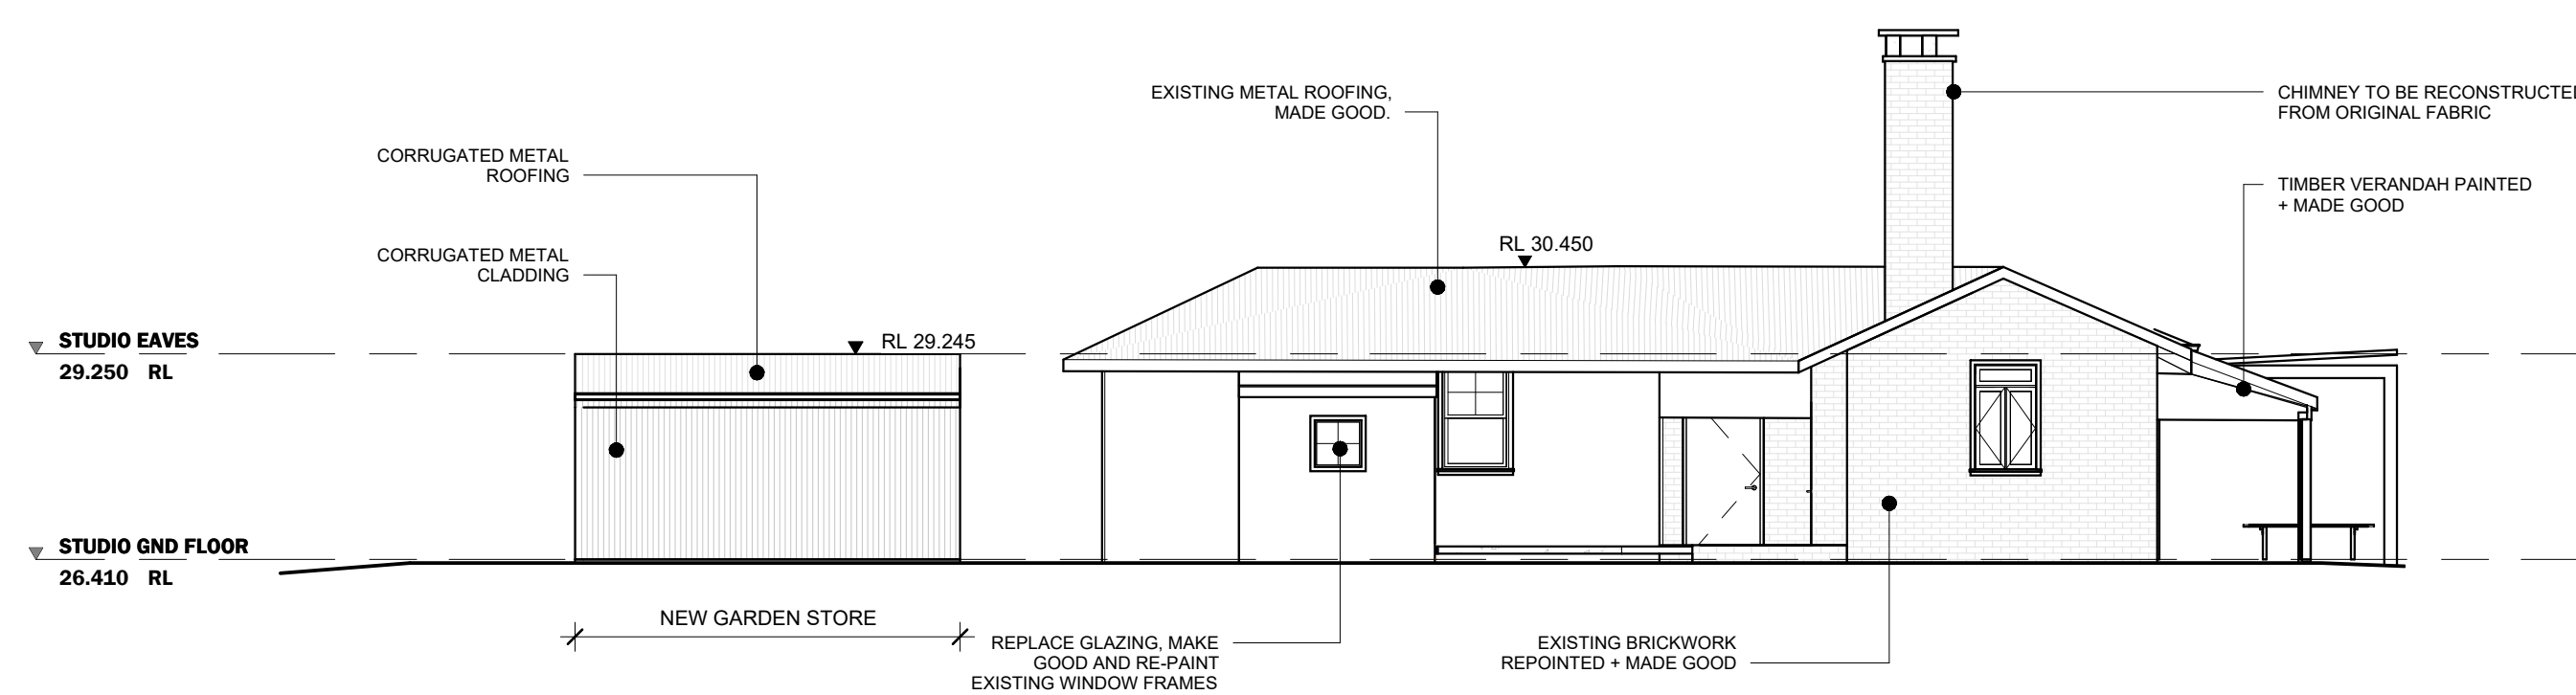 EXISTING METAL ROOFING,
MADE GOOD.
CHIMNEY TO BE RECONSTRUCTE
FROM ORIGINAL FABRIC
CORRUGATED METAL
ROOFING
TIMBER VERANDAH PAINTED
+ MADE GOOD
CORRUGATED METAL
CLADDING
RL 30.450
STUDIO EAVES
29.250 RL
RL 29.245
STUDIO GND FLOOR
26.410 RL
NEW GARDEN STORE
REPLACE GLAZING, MAKE
GOOD AND RE-PAINT
EXISTING WINDOW FRAMES
EXISTING BRICKWORK
REPOINTED + MADE GOOD